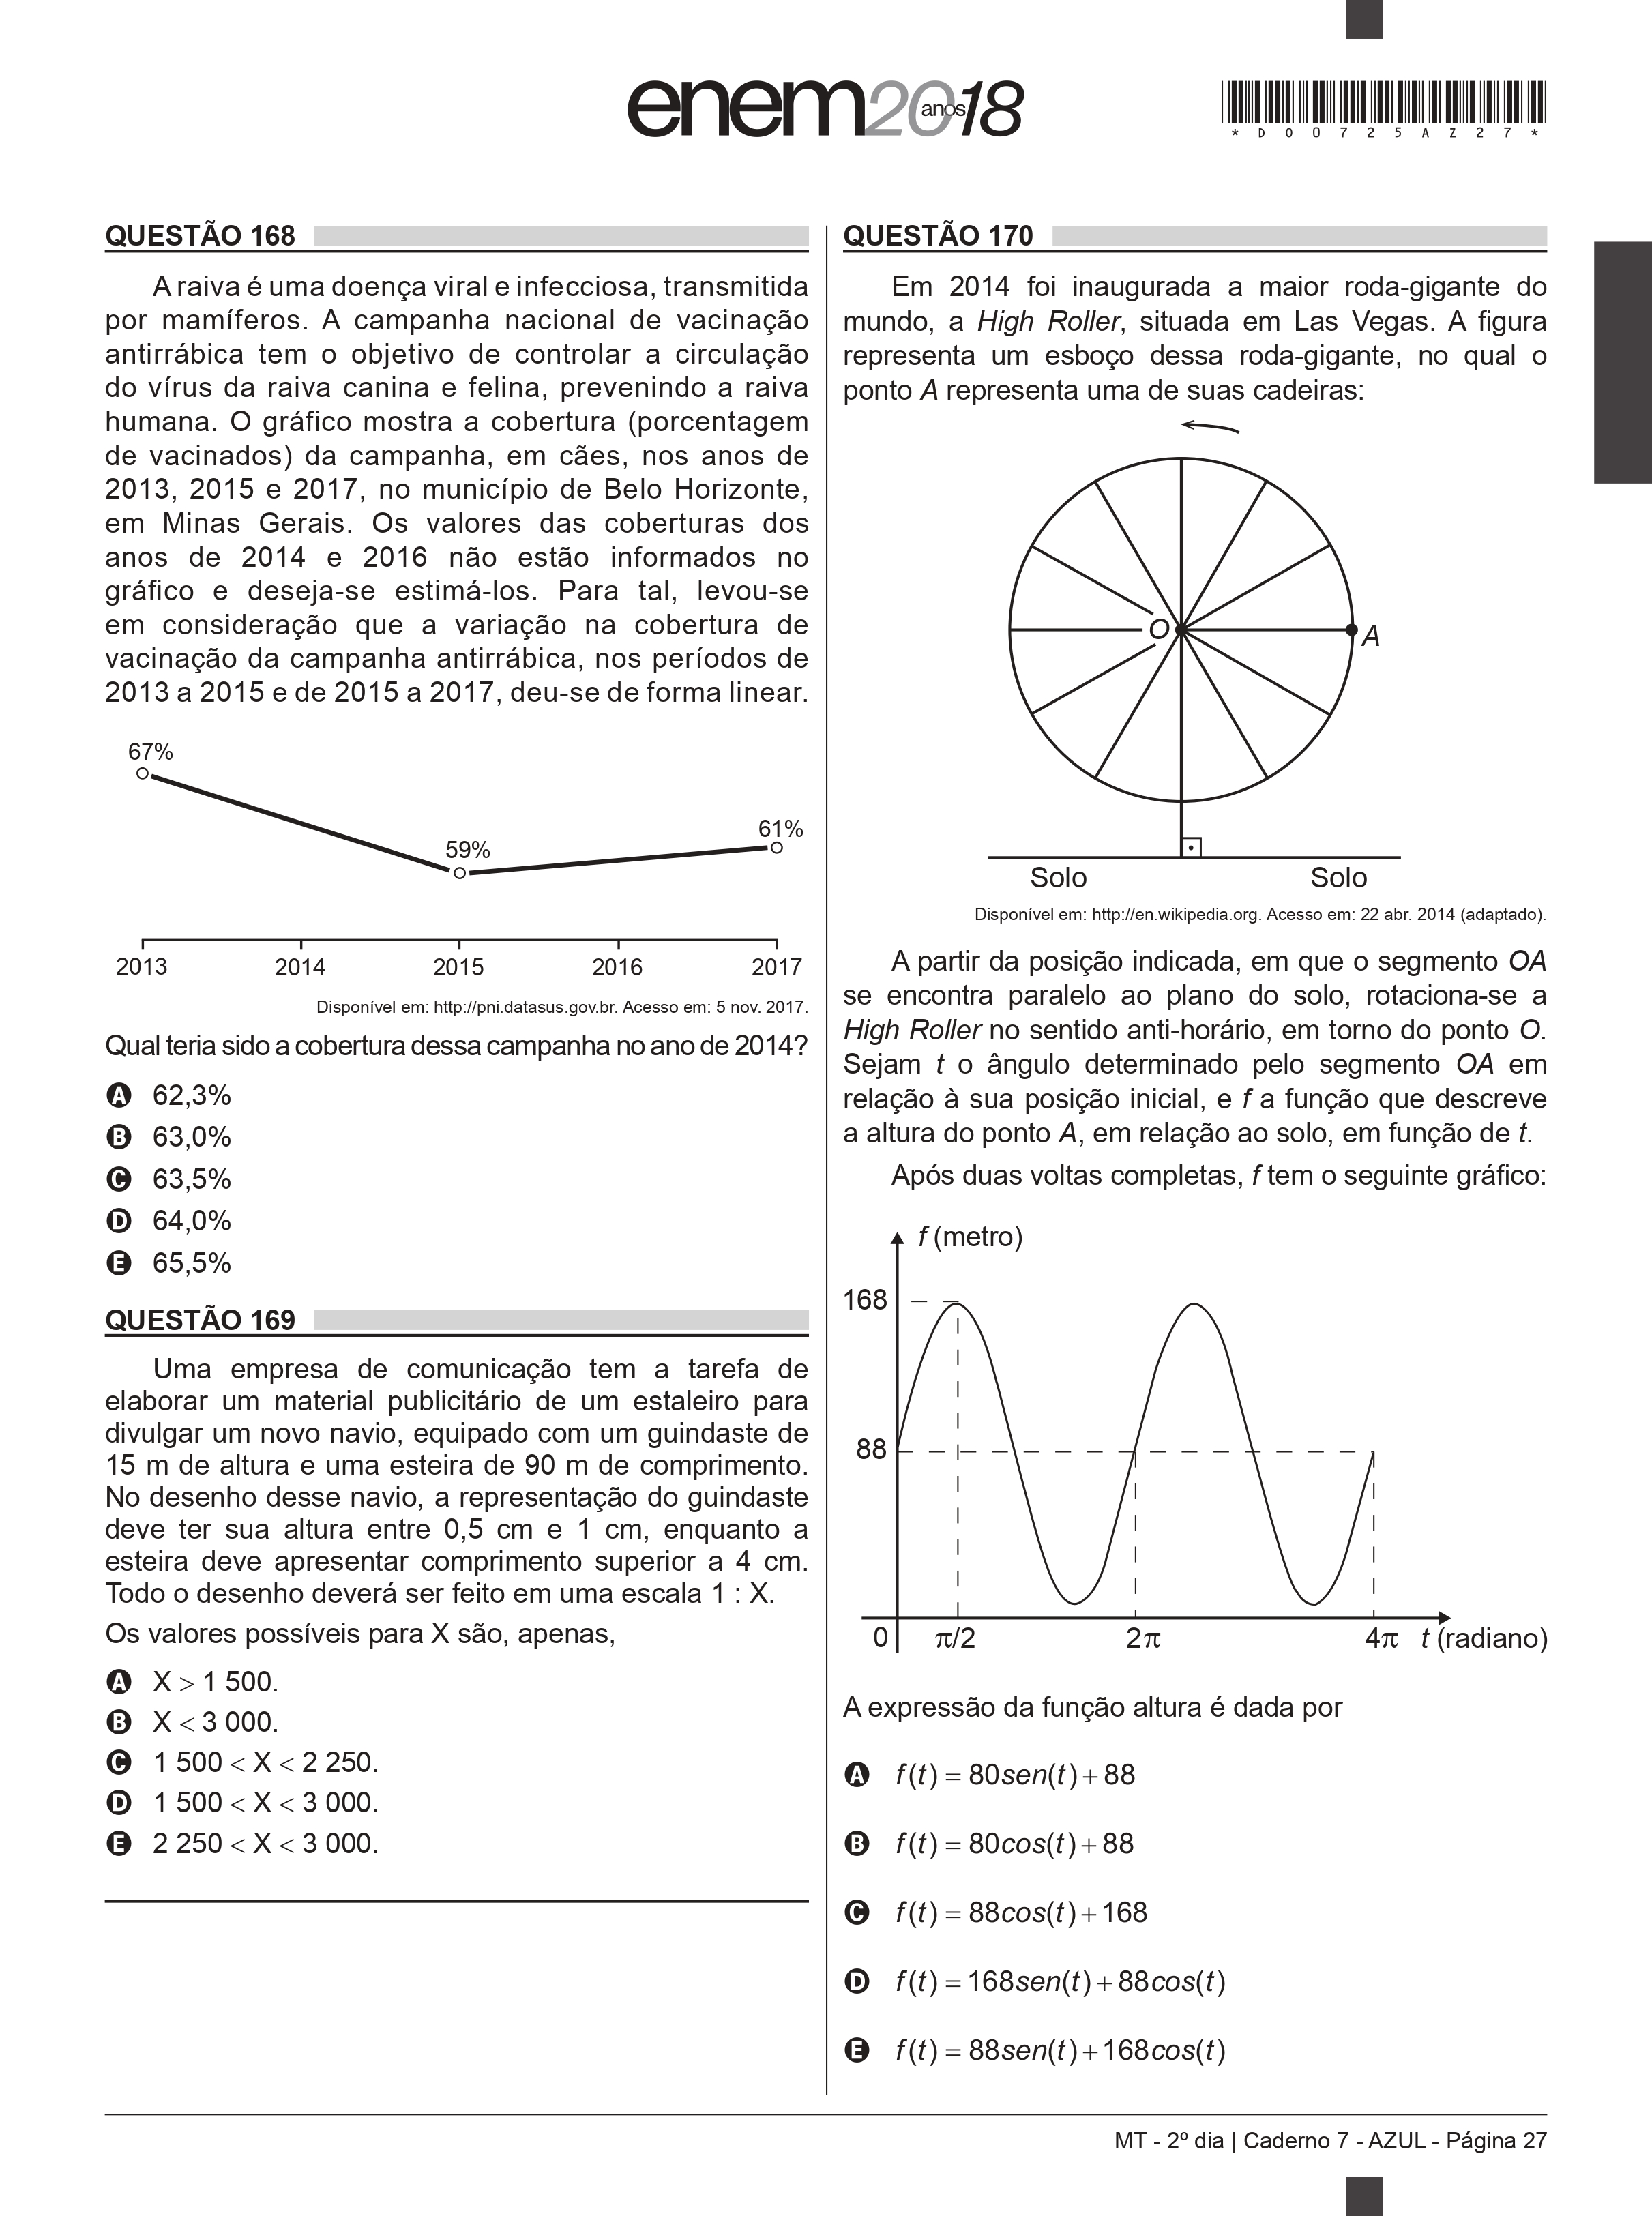 enem20anos18
*D00725AZ27*
QUESTÃO 168
A raiva é uma doença viral e infecciosa, transmitida
por mamíferos. A campanha nacional de vacinação
antirrábica tem o objetivo de controlar a circulação
do vírus da raiva canina e felina, prevenindo a raiva
humana. O gráfico mostra a cobertura (porcentagem
de vacinados) da campanha, em cães, nos anos de
2013, 2015 e 2017, no município de Belo Horizonte,
em Minas Gerais. Os valores das coberturas dos
anos de 2014 e 2016 não estão informados no
gráfico e deseja-se estimá-los. Para tal, levou-se
em consideração que a variação na cobertura de
vacinação da campanha antirrábica, nos períodos de
2013 a 2015 e de 2015 a 2017, deu-se de forma linear.
67%
59%
61%
2013 2014 2015 2016 2017
Disponível em: http://pni.datasus.gov.br. Acesso em: 5 nov. 2017.
Qual teria sido a cobertura dessa campanha no ano de 2014?
A 62,3%
B 63,0%
C 63,5%
D 64,0%
E 65,5%
QUESTÃO 169
Uma empresa de comunicação tem a tarefa de
elaborar um material publicitário de um estaleiro para
divulgar um novo navio, equipado com um guindaste de
15 m de altura e uma esteira de 90 m de comprimento.
No desenho desse navio, a representação do guindaste
deve ter sua altura entre 0,5 cm e 1 cm, enquanto a
esteira deve apresentar comprimento superior a 4 cm.
Todo o desenho deverá ser feito em uma escala 1 : X.
Os valores possíveis para X são, apenas,
A X > 1 500.
B X < 3 000.
C 1 500 < X < 2 250.
D 1 500 < X < 3 000.
E 2 250 < X < 3 000.
QUESTÃO 170
Em 2014 foi inaugurada a maior roda-gigante do
mundo, a High Roller, situada em Las Vegas. A figura
representa um esboço dessa roda-gigante, no qual o
ponto A representa uma de suas cadeiras:
O
A
Solo Solo
Disponível em: http://en.wikipedia.org. Acesso em: 22 abr. 2014 (adaptado).
A partir da posição indicada, em que o segmento OA
se encontra paralelo ao plano do solo, rotaciona-se a
High Roller no sentido anti-horário, em torno do ponto O.
Sejam t o ângulo determinado pelo segmento OA em
relação à sua posição inicial, e f a função que descreve
a altura do ponto A, em relação ao solo, em função de t.
Após duas voltas completas, f tem o seguinte gráfico:
f (metro)
168
88
0 π/2 2π 4π t (radiano)
A expressão da função altura é dada por
A f(t) = 80sen(t) + 88
B f(t) = 80cos(t) + 88
C f(t) = 88cos(t) + 168
D f(t) = 168sen(t) + 88cos(t)
E f(t) = 88sen(t) + 168cos(t)
MT - 2º dia | Caderno 7 - AZUL - Página 27